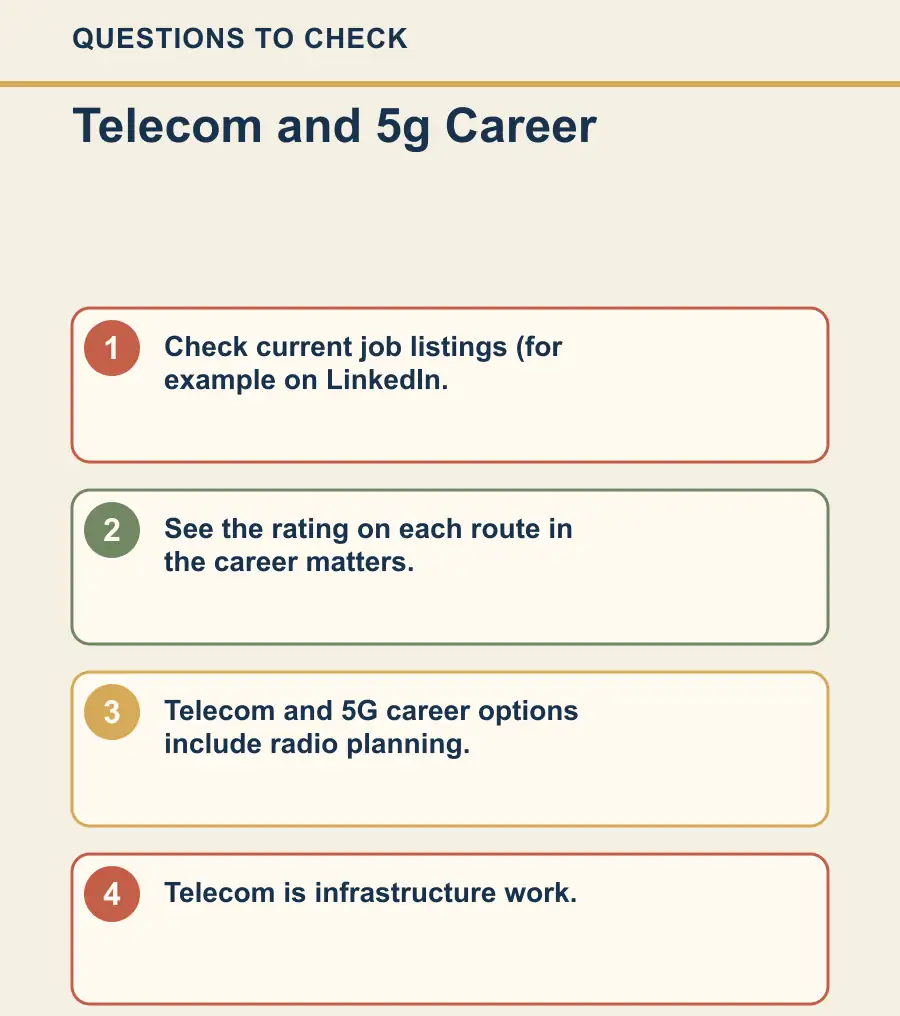 QUESTIONS TO CHECK
Telecom and 5g Career
1
Check current job listings (for
example on LinkedIn.
2
See the rating on each route in
the career matters.
3
Telecom and 5G career options
include radio planning.
4
Telecom is infrastructure work.